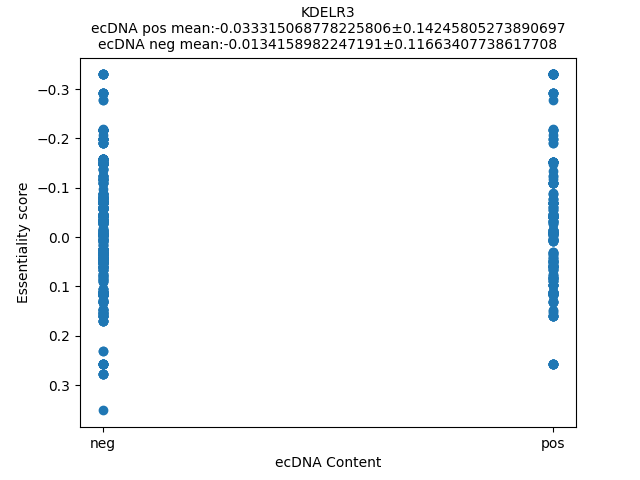 KDELR3
ecDNA pos mean:-0.033315068778225806±0.14245805273890697
ecDNA neg mean:-0.0134158982247191±0.11663407738617708
−0.3
−0.2
−0.1
0.0
0.1
0.2
0.3
Essentiality score
neg
pos
ecDNA Content